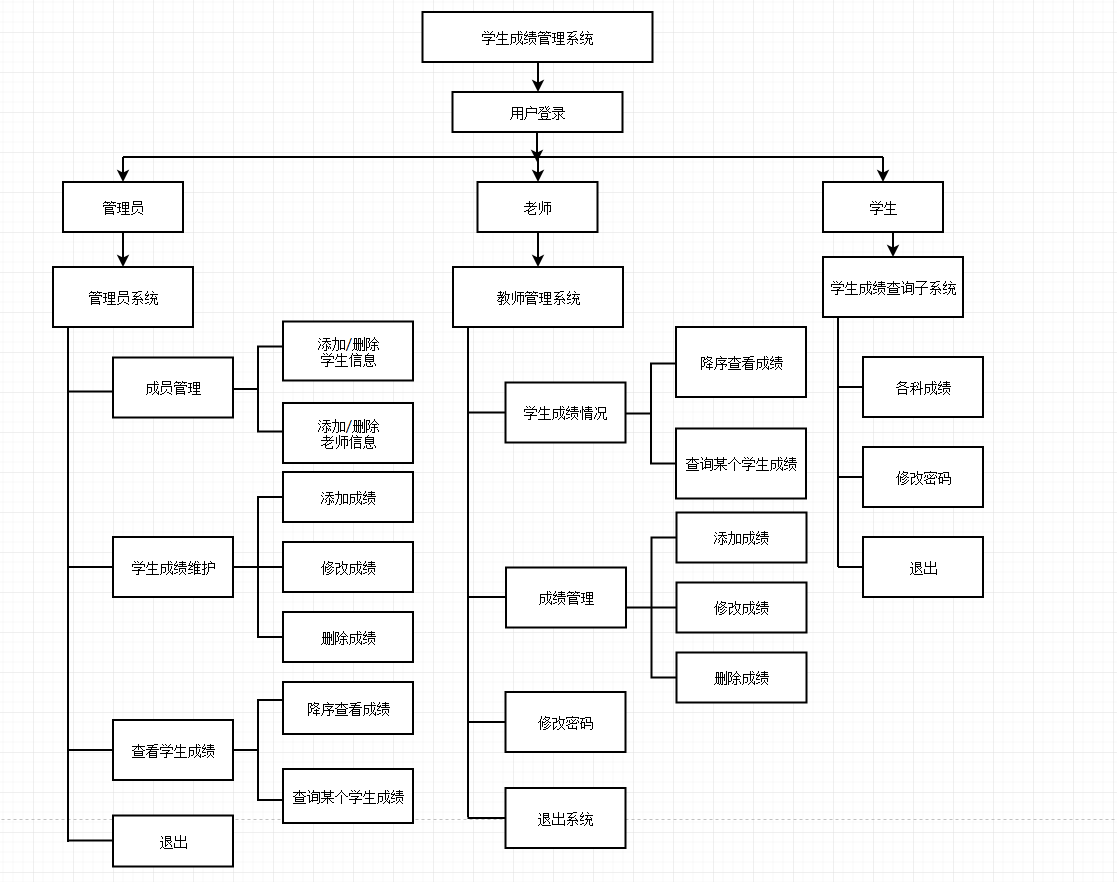 学生成绩管理系统
用户登录
管理员
老师
学生
管理员系统
教师管理系统
学生成绩查询子系统
成员管理
添加/删除
学生信息
添加/删除
老师信息
学生成绩维护
添加成绩
修改成绩
删除成绩
查看学生成绩
降序查看成绩
查询某个学生成绩
退出
学生成绩情况
降序查看成绩
查询某个学生成绩
成绩管理
添加成绩
修改成绩
删除成绩
修改密码
退出系统
各科成绩
修改密码
退出